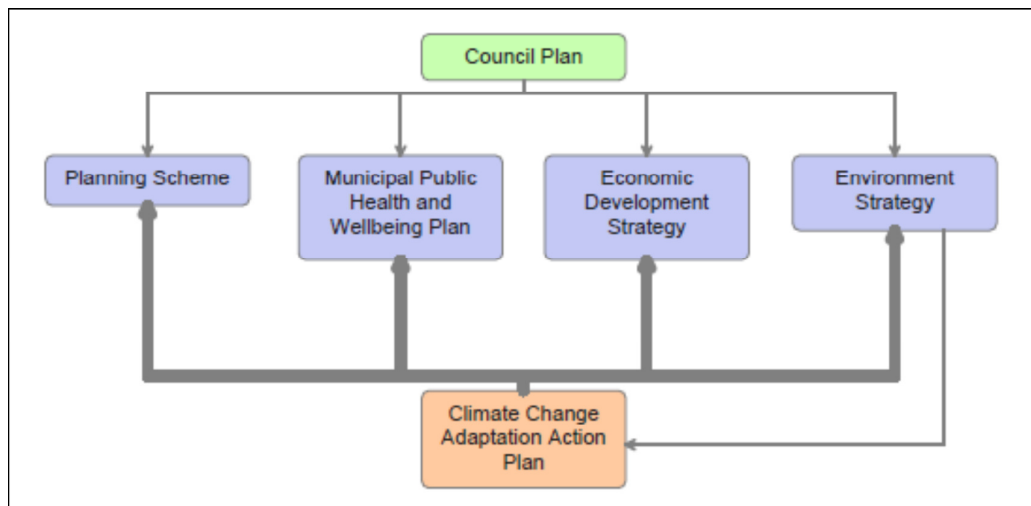 Council Plan
Planning Scheme
Municipal Public
Health and
Wellbeing Plan
Economic
Development
Strategy
Environment
Strategy
Climate Change
Adaptation Action
Plan